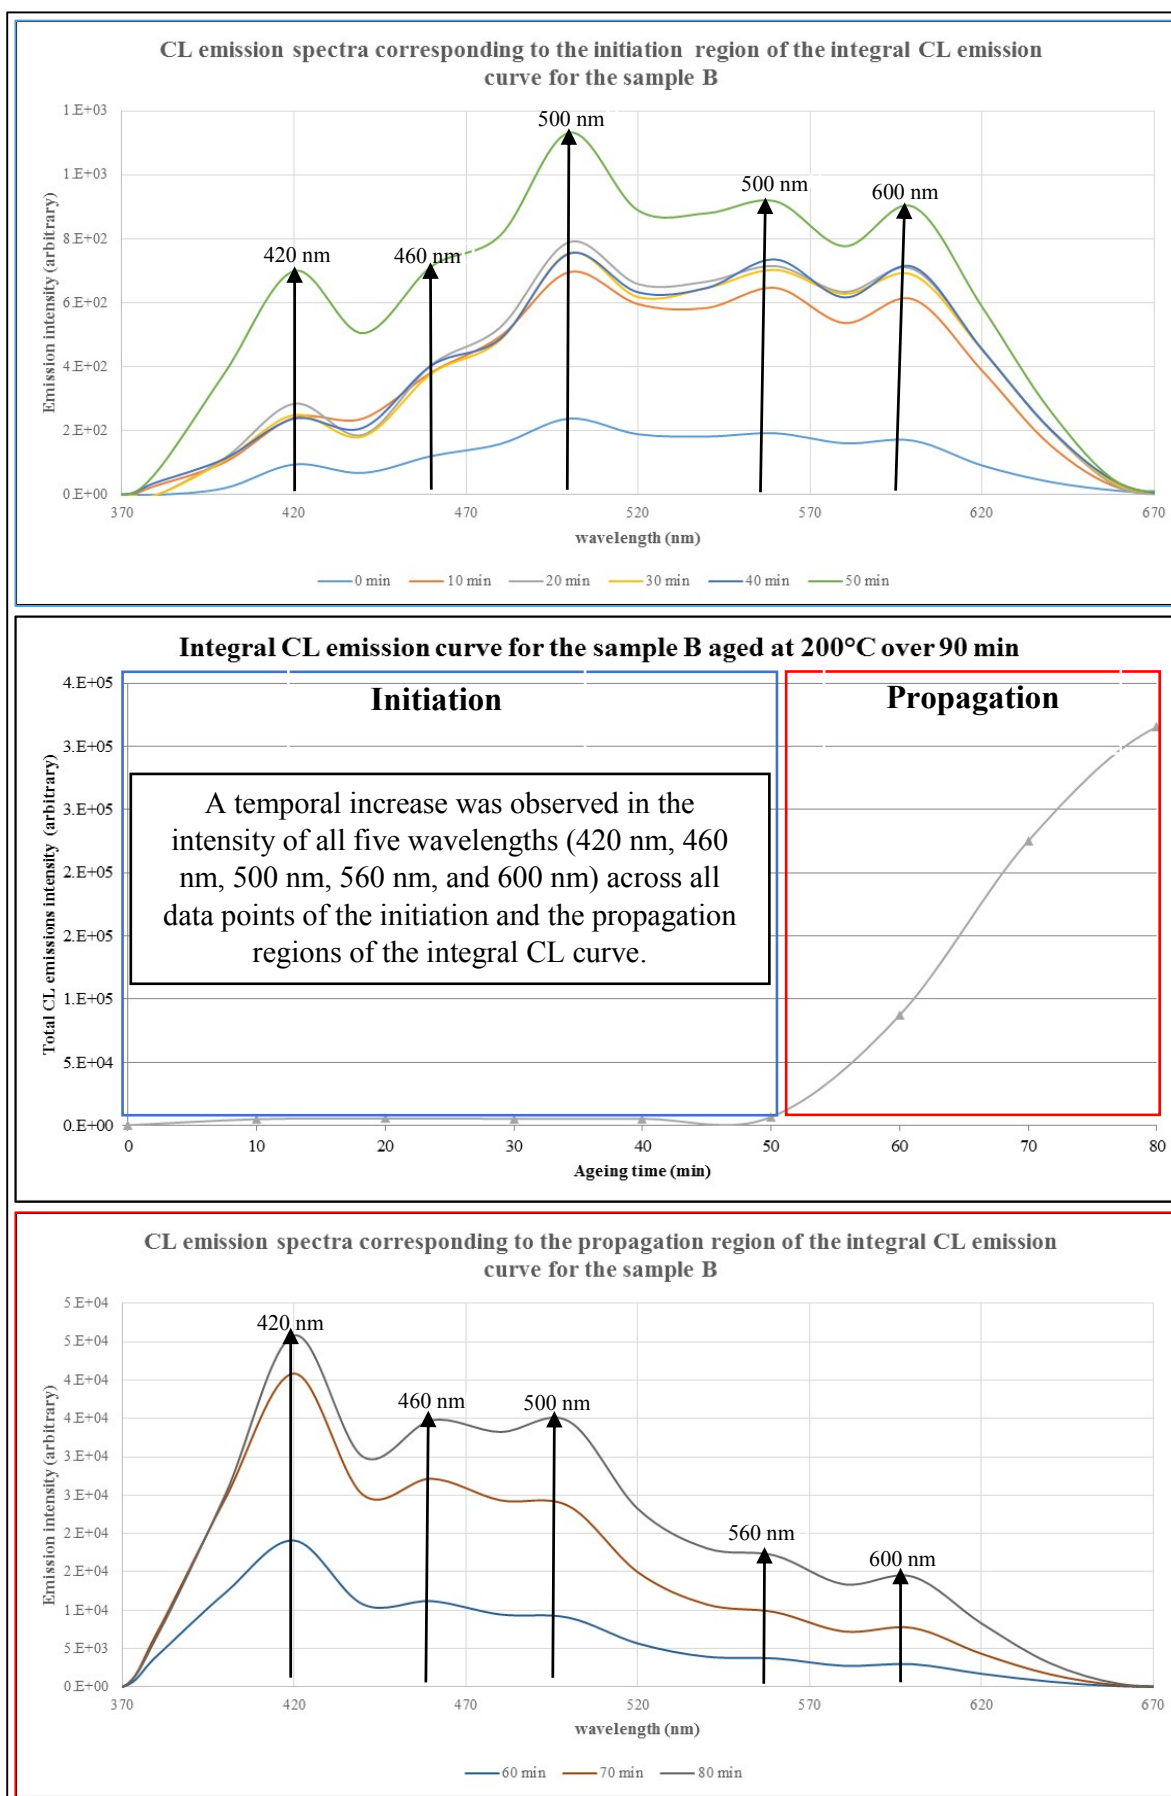 CL emission spectra corresponding to the initiation region of the integral CL emission
curve for the sample B
Emission intensity (arbitrary)
1.E+03
1.E+03
8.E+02
6.E+02
4.E+02
2.E+02
0.E+00
420 nm
460 nm
500 nm
500 nm
600 nm
370
420
470
520
570
620
670
wavelength (nm)
0 min
10 min
20 min
30 min
40 min
50 min
Integral CL emission curve for the sample B aged at 200°C over 90 min
Total CL emissions intensity (arbitrary)
4.E+05
3.E+05
3.E+05
2.E+05
2.E+05
1.E+05
5.E+04
0.E+00
Initiation
Propagation
A temporal increase was observed in the
intensity of all five wavelengths (420 nm, 460
nm, 500 nm, 560 nm, and 600 nm) across all
data points of the initiation and the propagation
regions of the integral CL curve.
0
10
20
30
40
50
60
70
80
Ageing time (min)
CL emission spectra corresponding to the propagation region of the integral CL emission
curve for the sample B
Emission intensity (arbitrary)
5.E+04
5.E+04
4.E+04
4.E+04
3.E+04
3.E+04
2.E+04
2.E+04
1.E+04
5.E+03
0.E+00
420 nm
460 nm
500 nm
560 nm
600 nm
370
420
470
520
570
620
670
wavelength (nm)
60 min
70 min
80 min